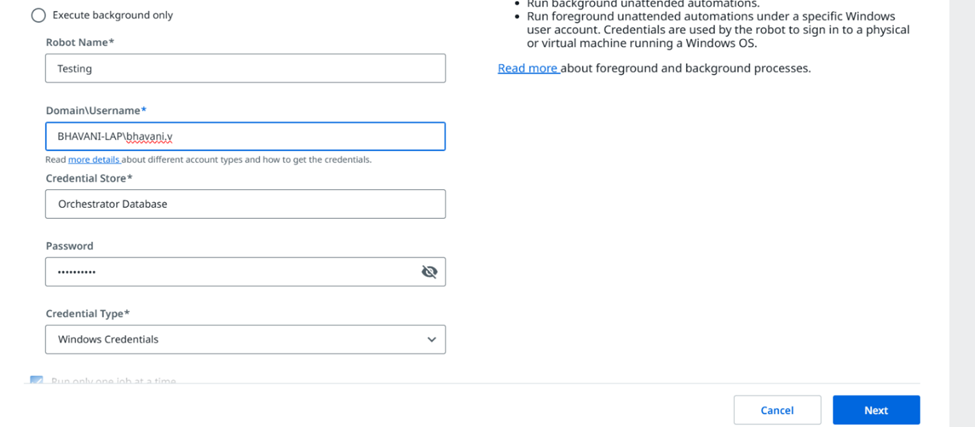 Execute background only
Robot Name*
Testing
Domain\Username*
BHAVANI-LAP\bhavani.v
Read more details about different account types and how to get the credentials.
Credential Store*
Orchestrator Database
Password
••••••••••
Credential Type*
Windows Credentials
Run only one job at a time
Run background unattended automations.
Run foreground unattended automations under a specific Windows
user account. Credentials are used by the robot to sign in to a physical
or virtual machine running a Windows OS.
Read more about foreground and background processes.
Cancel
Next